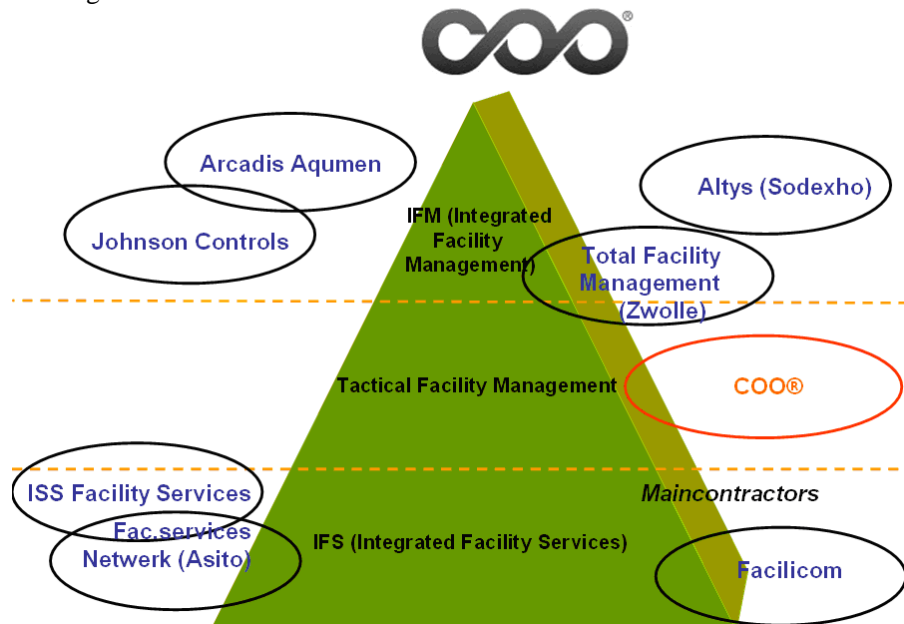 COO®
Arcadis Aqumen
Altys (Sodexho)
Johnson Controls
IFM (Integrated
Facility
Management)
Total Facility
Management
(Zwolle)
Tactical Facility Management
COO®
ISS Facility Services
Maincontractors
Fac.services
Netwerk (Asito)
IFS (Integrated Facility Services)
Facilicom